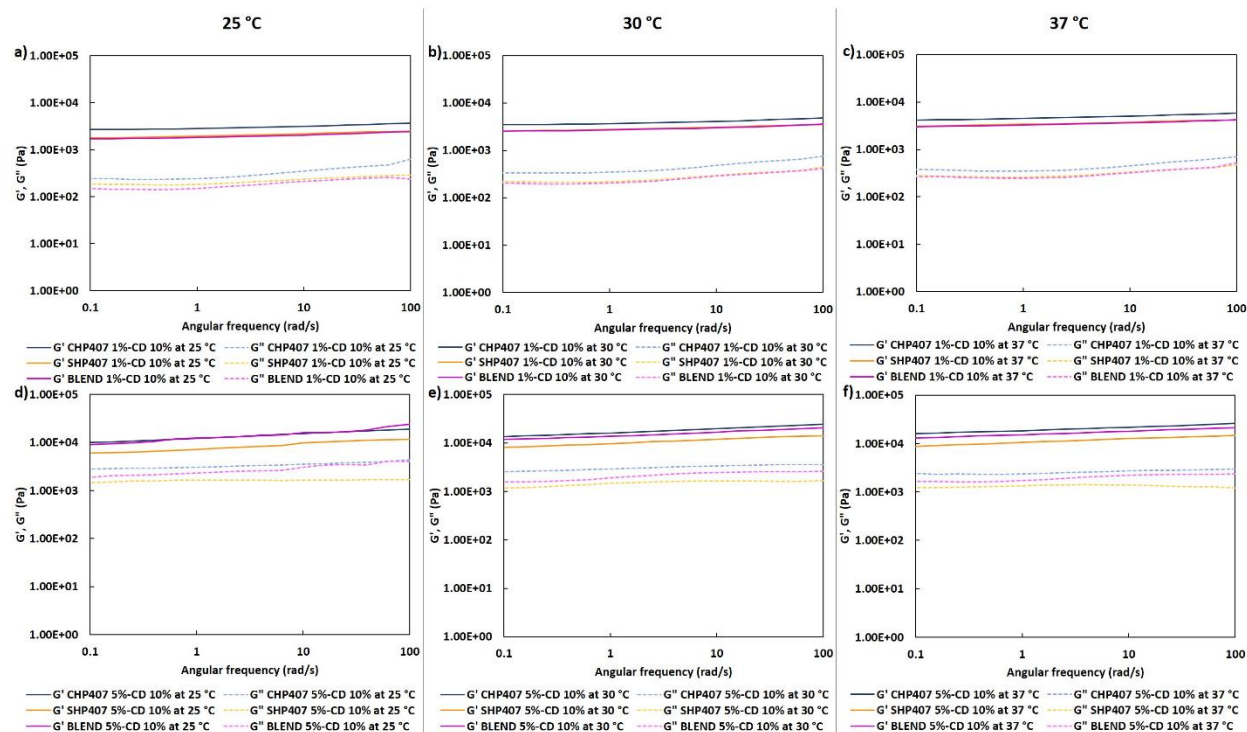 25 °C
30 °C
37 °C
a)
1.00E+05
1.00E+04
1.00E+03
1.00E+02
1.00E+01
1.00E+00
G', G'' (Pa)
0.1 1 10 100
Angular frequency (rad/s)
G' CHP407 1%-CD 10% at 25 °C G'' CHP407 1%-CD 10% at 25 °C
G' SHP407 1%-CD 10% at 25 °C G'' SHP407 1%-CD 10% at 25 °C
G' BLEND 1%-CD 10% at 25 °C G'' BLEND 1%-CD 10% at 25 °C
b)
1.00E+05
1.00E+04
1.00E+03
1.00E+02
1.00E+01
1.00E+00
G', G'' (Pa)
0.1 1 10 100
Angular frequency (rad/s)
G' CHP407 1%-CD 10% at 30 °C G'' CHP407 1%-CD 10% at 30 °C
G' SHP407 1%-CD 10% at 30 °C G'' SHP407 1%-CD 10% at 30 °C
G' BLEND 1%-CD 10% at 30 °C G'' BLEND 1%-CD 10% at 30 °C
c)
1.00E+05
1.00E+04
1.00E+03
1.00E+02
1.00E+01
1.00E+00
G', G'' (Pa)
0.1 1 10 100
Angular frequency (rad/s)
G' CHP407 1%-CD 10% at 37 °C G'' CHP407 1%-CD 10% at 37 °C
G' SHP407 1%-CD 10% at 37 °C G'' SHP407 1%-CD 10% at 37 °C
G' BLEND 1%-CD 10% at 37 °C G'' BLEND 1%-CD 10% at 37 °C
d)
1.00E+05
1.00E+04
1.00E+03
1.00E+02
1.00E+01
1.00E+00
G', G'' (Pa)
0.1 1 10 100
Angular frequency (rad/s)
G' CHP407 5%-CD 10% at 25 °C G'' CHP407 5%-CD 10% at 25 °C
G' SHP407 5%-CD 10% at 25 °C G'' SHP407 5%-CD 10% at 25 °C
G' BLEND 5%-CD 10% at 25 °C G'' BLEND 5%-CD 10% at 25 °C
e)
1.00E+05
1.00E+04
1.00E+03
1.00E+02
1.00E+01
1.00E+00
G', G'' (Pa)
0.1 1 10 100
Angular frequency (rad/s)
G' CHP407 5%-CD 10% at 30 °C G'' CHP407 5%-CD 10% at 30 °C
G' SHP407 5%-CD 10% at 30 °C G'' SHP407 5%-CD 10% at 30 °C
G' BLEND 5%-CD 10% at 30 °C G'' BLEND 5%-CD 10% at 30 °C
f)
1.00E+05
1.00E+04
1.00E+03
1.00E+02
1.00E+01
1.00E+00
G', G'' (Pa)
0.1 1 10 100
Angular frequency (rad/s)
G' CHP407 5%-CD 10% at 37 °C G'' CHP407 5%-CD 10% at 37 °C
G' SHP407 5%-CD 10% at 37 °C G'' SHP407 5%-CD 10% at 37 °C
G' BLEND 5%-CD 10% at 37 °C G'' BLEND 5%-CD 10% at 37 °C